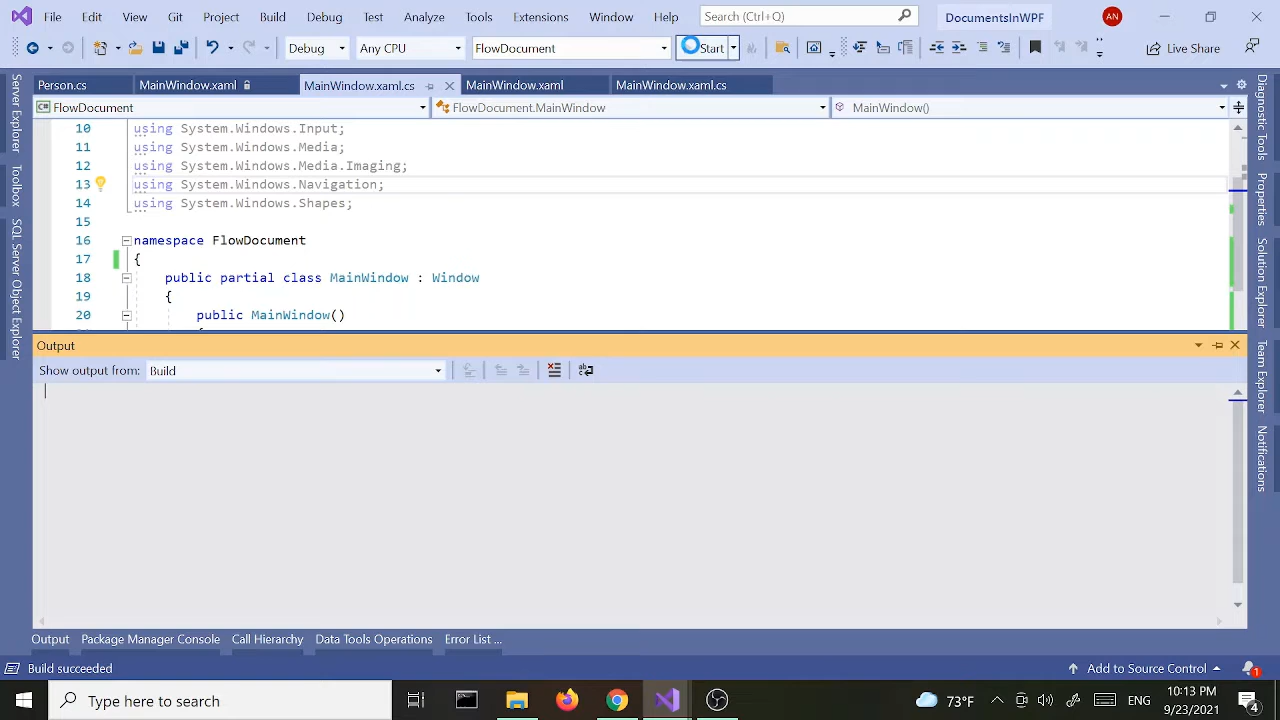 File Edit View Git Project Build Debug Test Analyze Tools Extensions Window Help Search (Ctrl+Q) DocumentsInWPF AN
Debug Any CPU FlowDocument Start Live Share
Person.cs MainWindow.xaml MainWindow.xaml.cs MainWindow.xaml MainWindow.xaml.cs
FlowDocument FlowDocument.MainWindow MainWindow()
10 using System.Windows.Input;
11 using System.Windows.Media;
12 using System.Windows.Media.Imaging;
13 using System.Windows.Navigation;
14 using System.Windows.Shapes;
15
16 namespace FlowDocument
17 {
18 public partial class MainWindow : Window
19 {
20 public MainWindow()
Server Explorer
Toolbox
SQL Server Object Explorer
Diagnostic Tools
Properties
Solution Explorer
Team Explorer
Notifications
Output
Show output from: Build
Output Package Manager Console Call Hierarchy Data Tools Operations Error List ...
Build succeeded Add to Source Control 1
Type here to search 73°F ENG 10:13 PM
9/23/2021 4